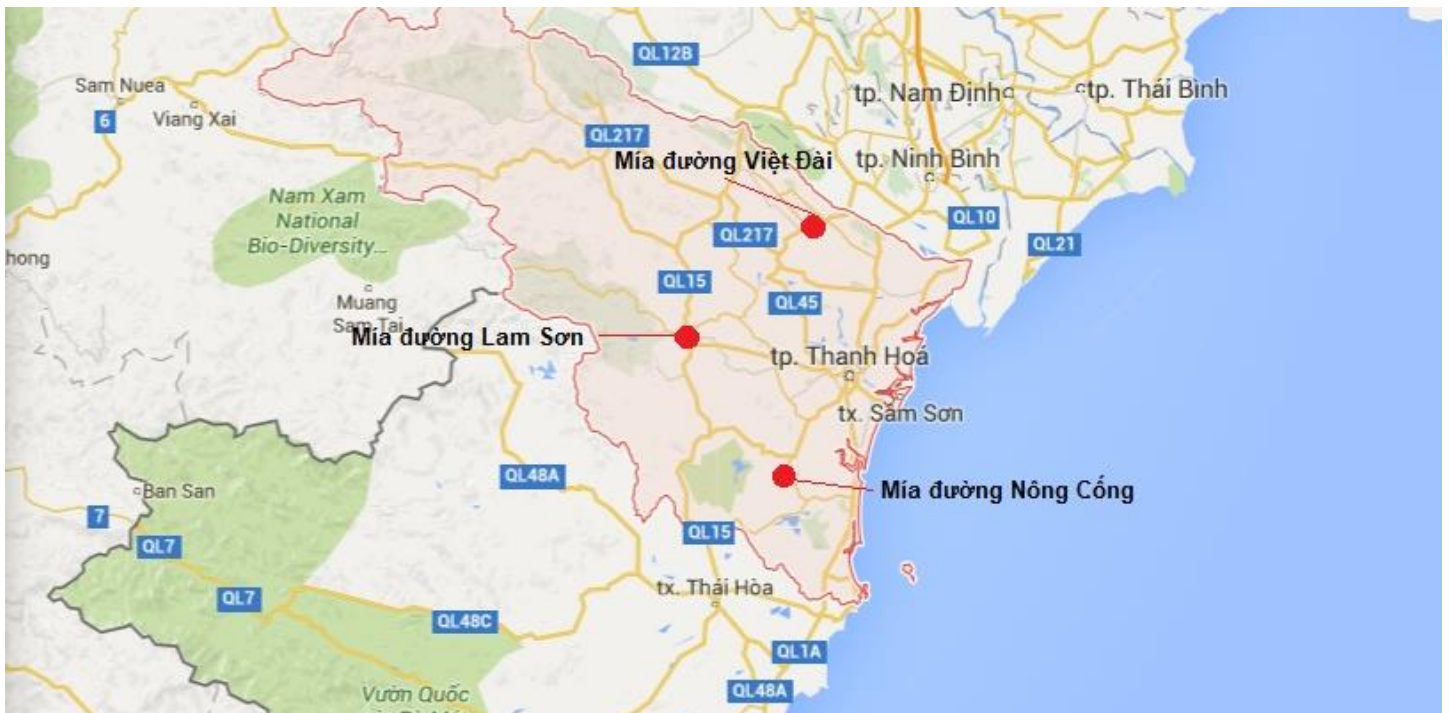 QL12B
Sam Nuea
6
Viang Xai
tp. Nam Định
tp. Thái Bình
QL217
Mía đường Việt Đài
tp. Ninh Bình
Nam Xam
National
Bio-Diversity...
QL10
QL217
QL21
hong
QL15
QL45
Muang
Sam Tai
Mía đường Lam Sơn
tp. Thanh Hoá
tx. Sầm Sơn
QL48A
Ban San
Mía đường Nông Cống
7
QL7
QL15
tx. Thái Hòa
QL7
QL48C
QL1A
QL48A
Vườn Quốc